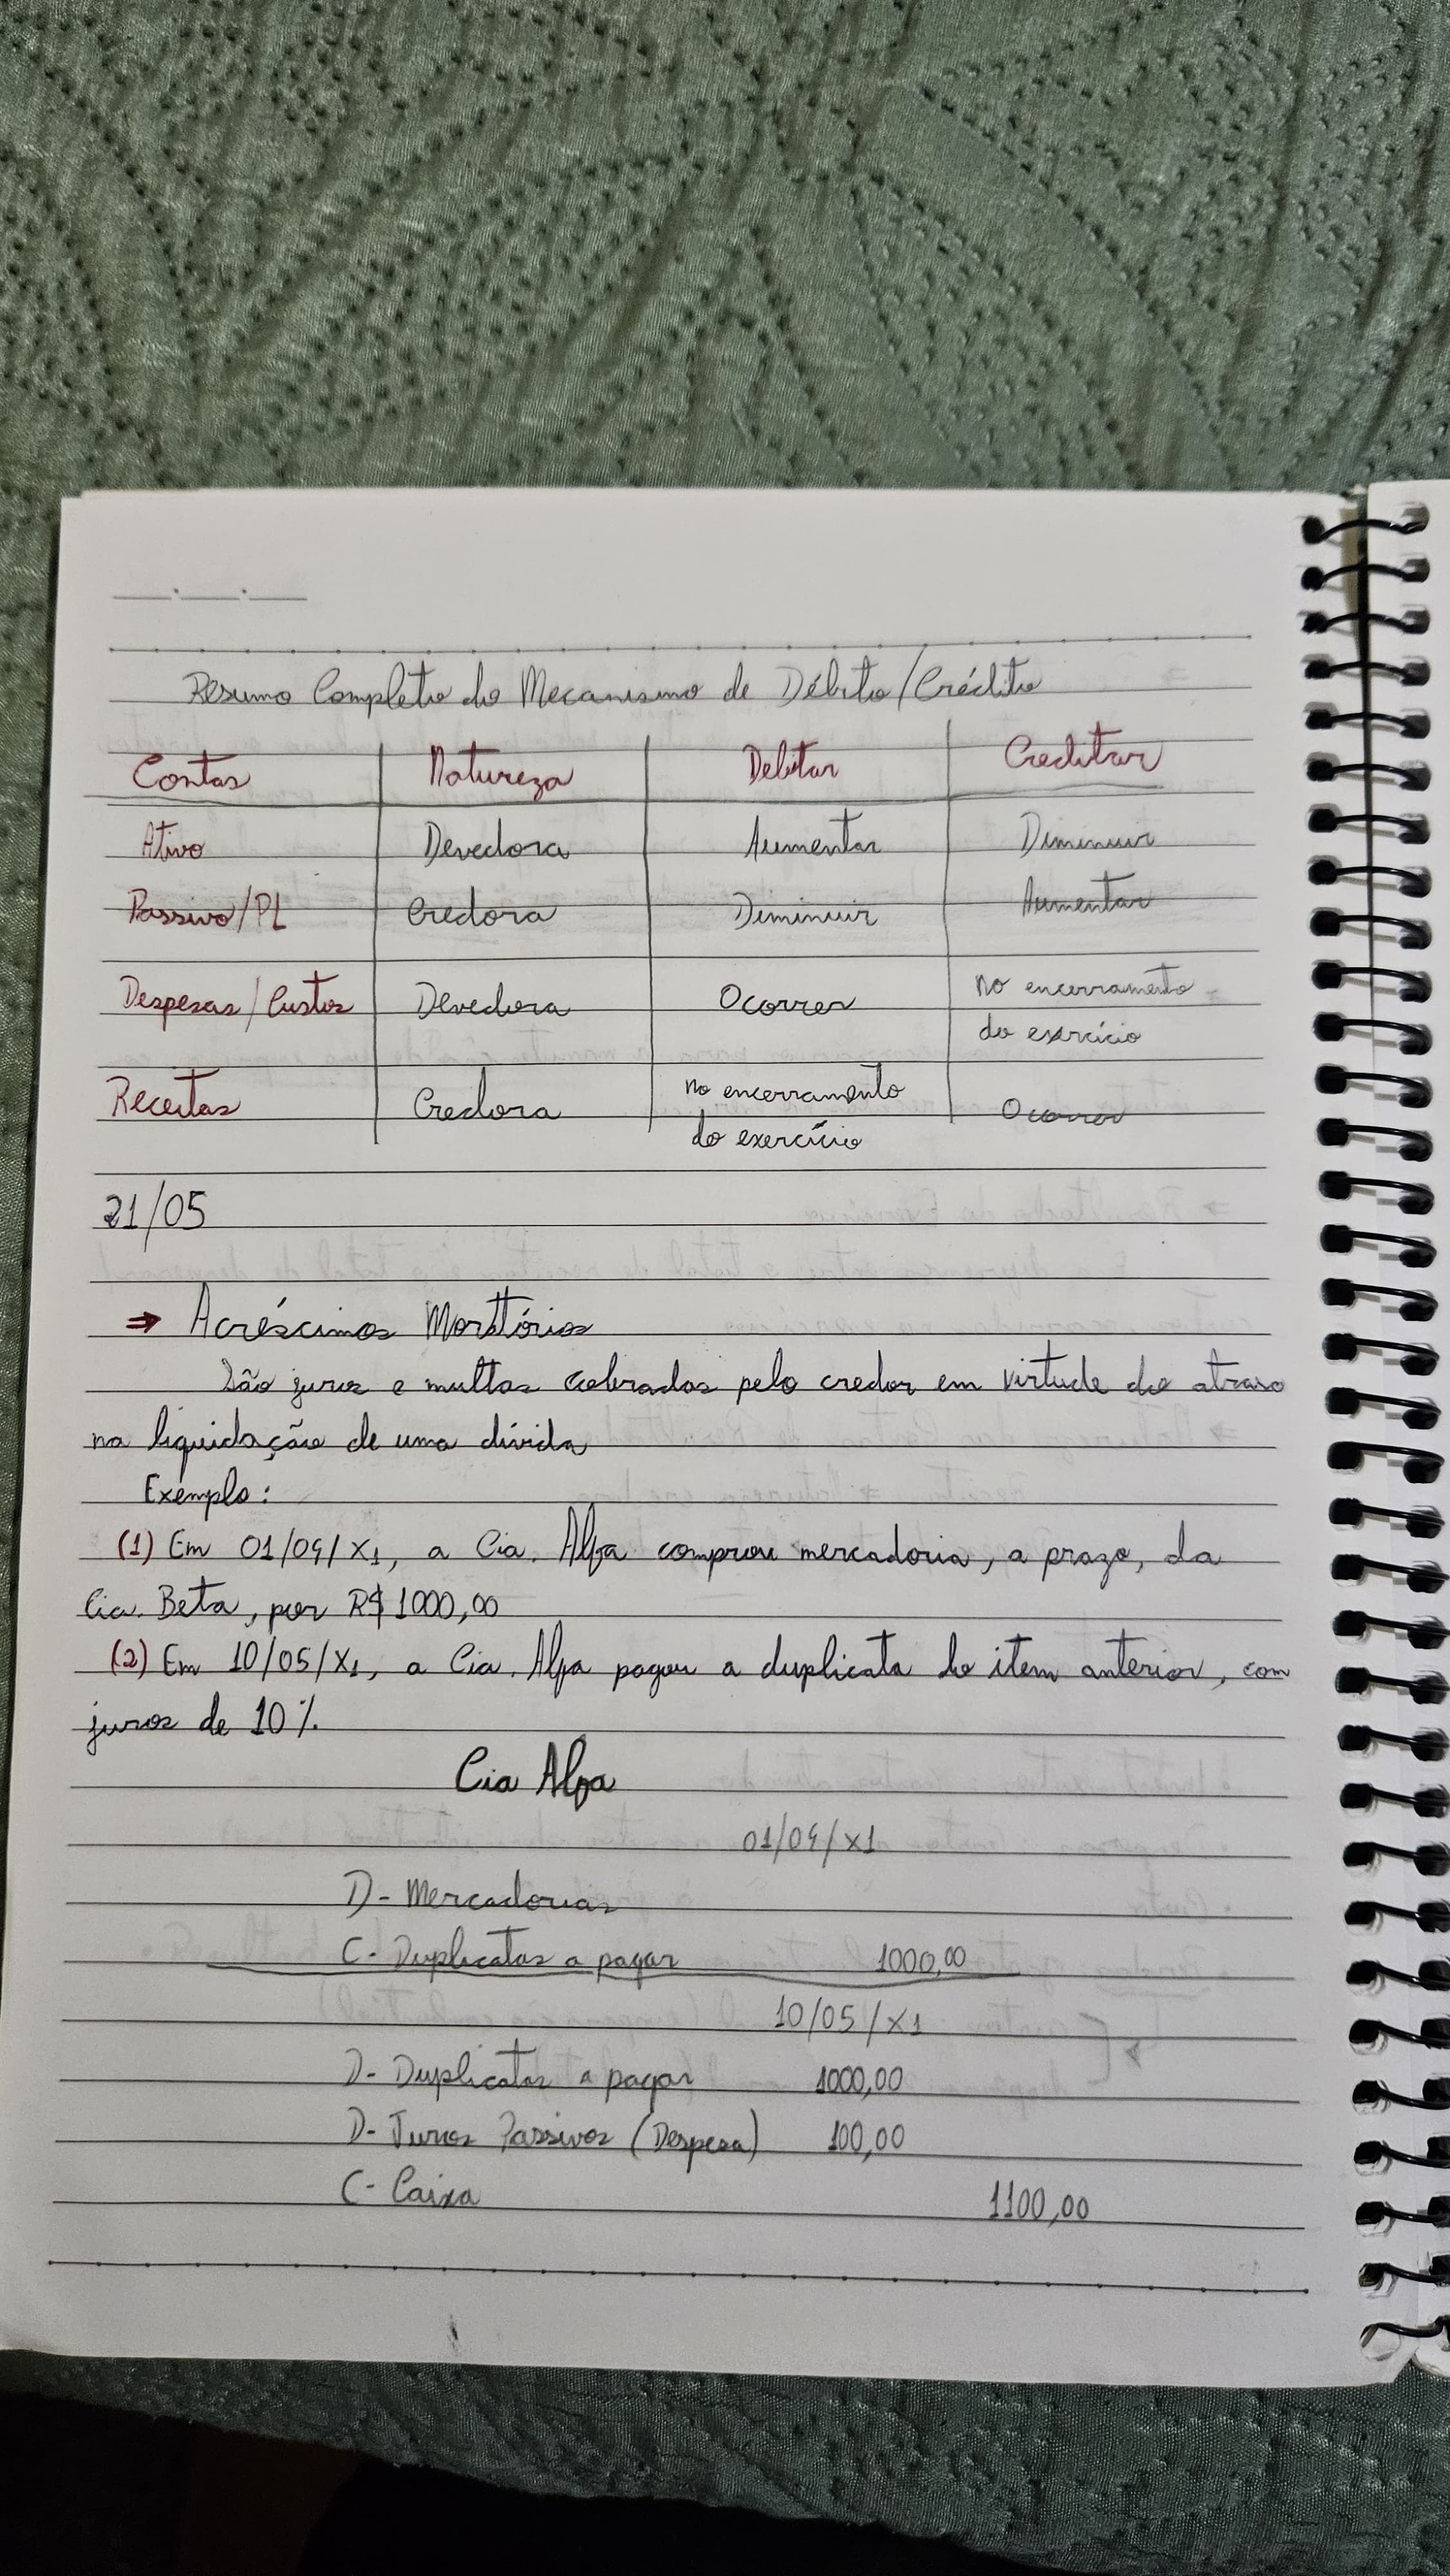 Resumo Completo do Mecanismo de Débito/Crédito
Contas Natureza Debitar Creditar
Ativo Devedora Aumentar Diminuir
Passivo/PL Credora Diminuir Aumentar
Despesas/Custos Devedora Ocorrer no encerramento
do exercício
Receitas Credora no encerramento Ocorrer
do exercício
21/05
⇒ Acréscimos Moratórios
São juros e multas cobrados pelo credor em virtude do atraso
na liquidação de uma dívida
Exemplo:
(1) Em 01/04/X1, a Cia. Alfa comprou mercadoria, a prazo, da
Cia. Beta, por R$ 1000,00
(2) Em 10/05/X1, a Cia. Alfa pagou a duplicata do item anterior, com
juros de 10%.
Cia Alfa
01/04/X1
D- Mercadorias
C- Duplicatas a pagar 1000,00
10/05/X1
D- Duplicatas a pagar 1000,00
D- Juros Passivos (Despesa) 100,00
C- Caixa 1100,00